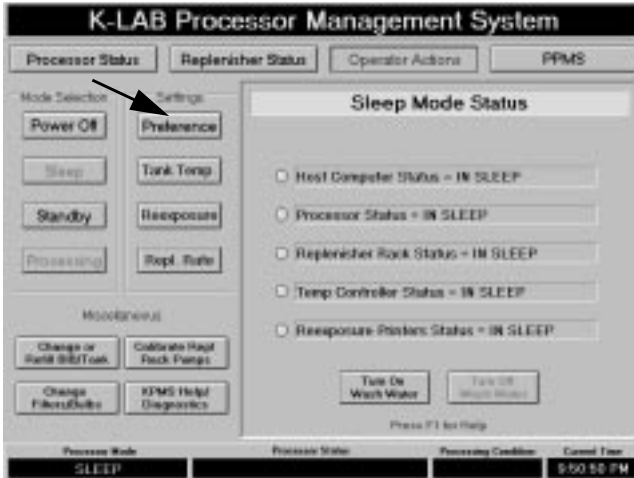 K-LAB Processor Management System
Processor Status
Replenisher Status
Operator Actions
PPMS
Mode Selection
Settings
Power Off
Preference
Sleep
Tank Temp
Standby
Reexposure
Processing
Repl. Rate
Miscellaneous
Change or
Refill BIB/Tank
Calibrate Repl
Rack Pumps
Change
Filters/Bulbs
KPMS Help/
Diagnostics
Sleep Mode Status
Host Computer Status = IN SLEEP
Processor Status = IN SLEEP
Replenisher Rack Status = IN SLEEP
Temp Controller Status = IN SLEEP
Reexposure Printers Status = IN SLEEP
Turn On
Wash Water
Turn Off
Wash Water
Press F1 for Help
Processor Mode
SLEEP
Processor Status
Processing Condition
Current Time
9:50:50 PM